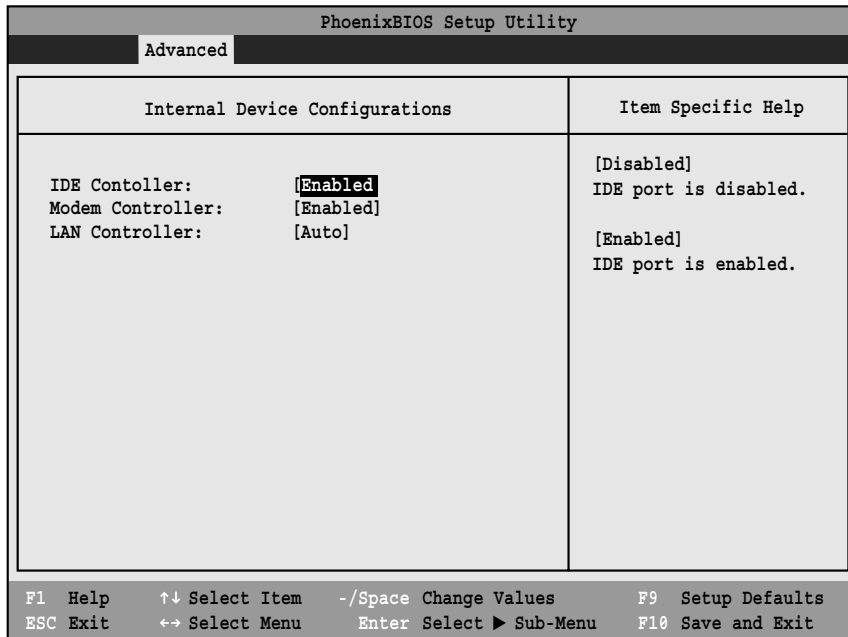 PhoenixBIOS Setup Utility
Advanced
Internal Device Configurations
Item Specific Help
IDE Contoller: [Enabled
Modem Controller: [Enabled]
LAN Controller: [Auto]
[Disabled]
IDE port is disabled.
[Enabled]
IDE port is enabled.
F1 Help ↑↓ Select Item -/Space Change Values F9 Setup Defaults
ESC Exit ←→ Select Menu Enter Select ▶ Sub-Menu F10 Save and Exit